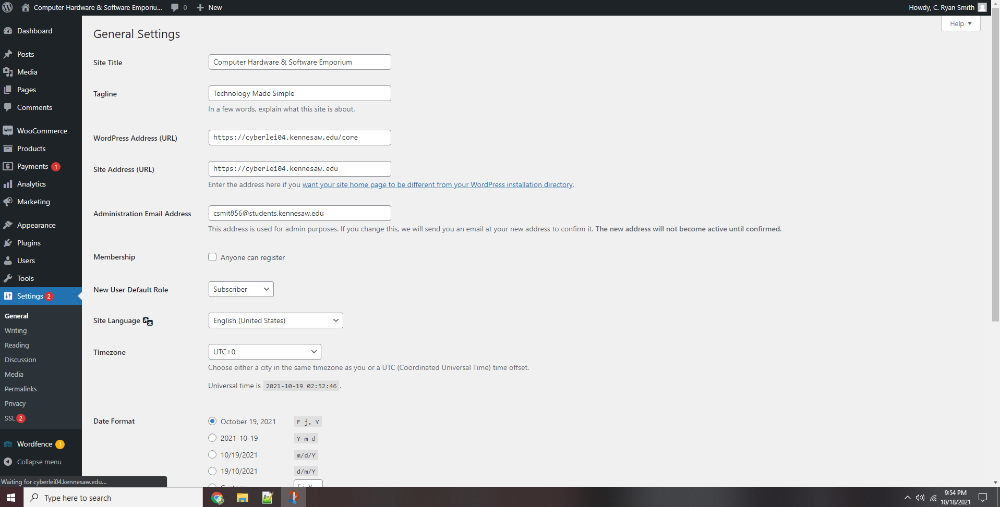 Computer Hardware & Software Emporiu... 0 New
Howdy, C. Ryan Smith
Help
Dashboard
Posts
Media
Pages
Comments
WooCommerce
Products
Payments 1
Analytics
Marketing
Appearance
Plugins
Users
Tools
Settings 2
General
Writing
Reading
Discussion
Media
Permalinks
Privacy
SSL 2
Wordfence 1
Collapse menu
General Settings
Site Title Computer Hardware & Software Emporium
Tagline Technology Made Simple
In a few words, explain what this site is about.
WordPress Address (URL) https://cyberlei04.kennesaw.edu/core
Site Address (URL) https://cyberlei04.kennesaw.edu
Enter the address here if you want your site home page to be different from your WordPress installation directory.
Administration Email Address csmit856@students.kennesaw.edu
This address is used for admin purposes. If you change this, we will send you an email at your new address to confirm it. The new address will not become active until confirmed.
Membership Anyone can register
New User Default Role Subscriber
Site Language English (United States)
Timezone UTC+0
Choose either a city in the same timezone as you or a UTC (Coordinated Universal Time) time offset.
Universal time is 2021-10-19 02:52:46 .
Date Format October 19, 2021 F j, Y
2021-10-19 Y-m-d
10/19/2021 m/d/Y
19/10/2021 d/m/Y
Waiting for cyberlei04.kennesaw.edu...
Type here to search
9:54 PM
10/18/2021